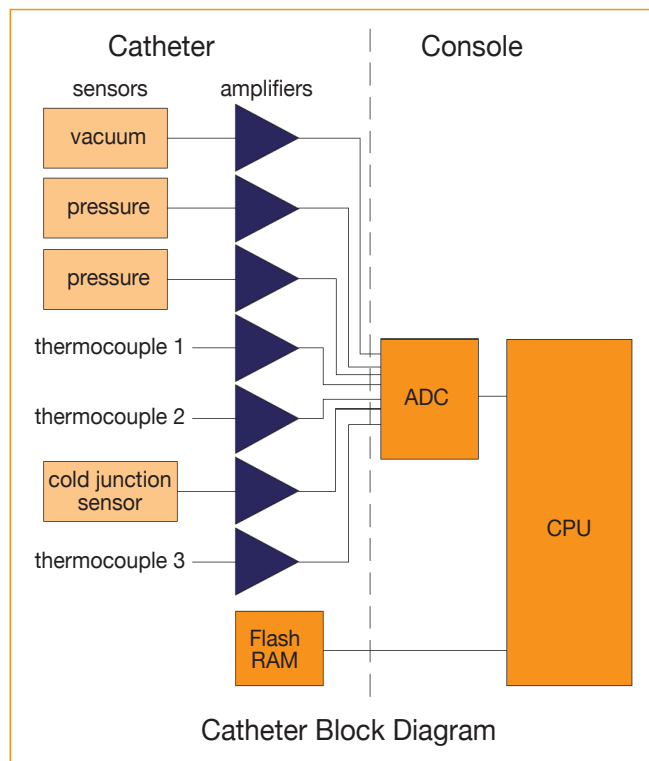 Catheter
Console
sensors
amplifiers
vacuum
pressure
pressure
thermocouple 1
thermocouple 2
cold junction
sensor
thermocouple 3
ADC
CPU
Flash
RAM
Catheter Block Diagram